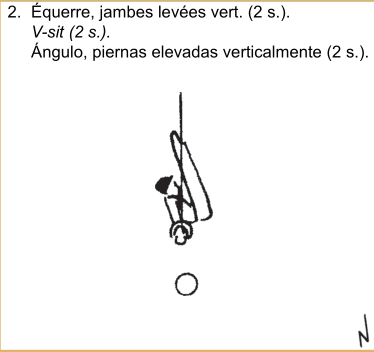 2. Équerre, jambes levées vert. (2 s.).
V-sit (2 s.).
Ángulo, piernas elevadas verticalmente (2 s.).